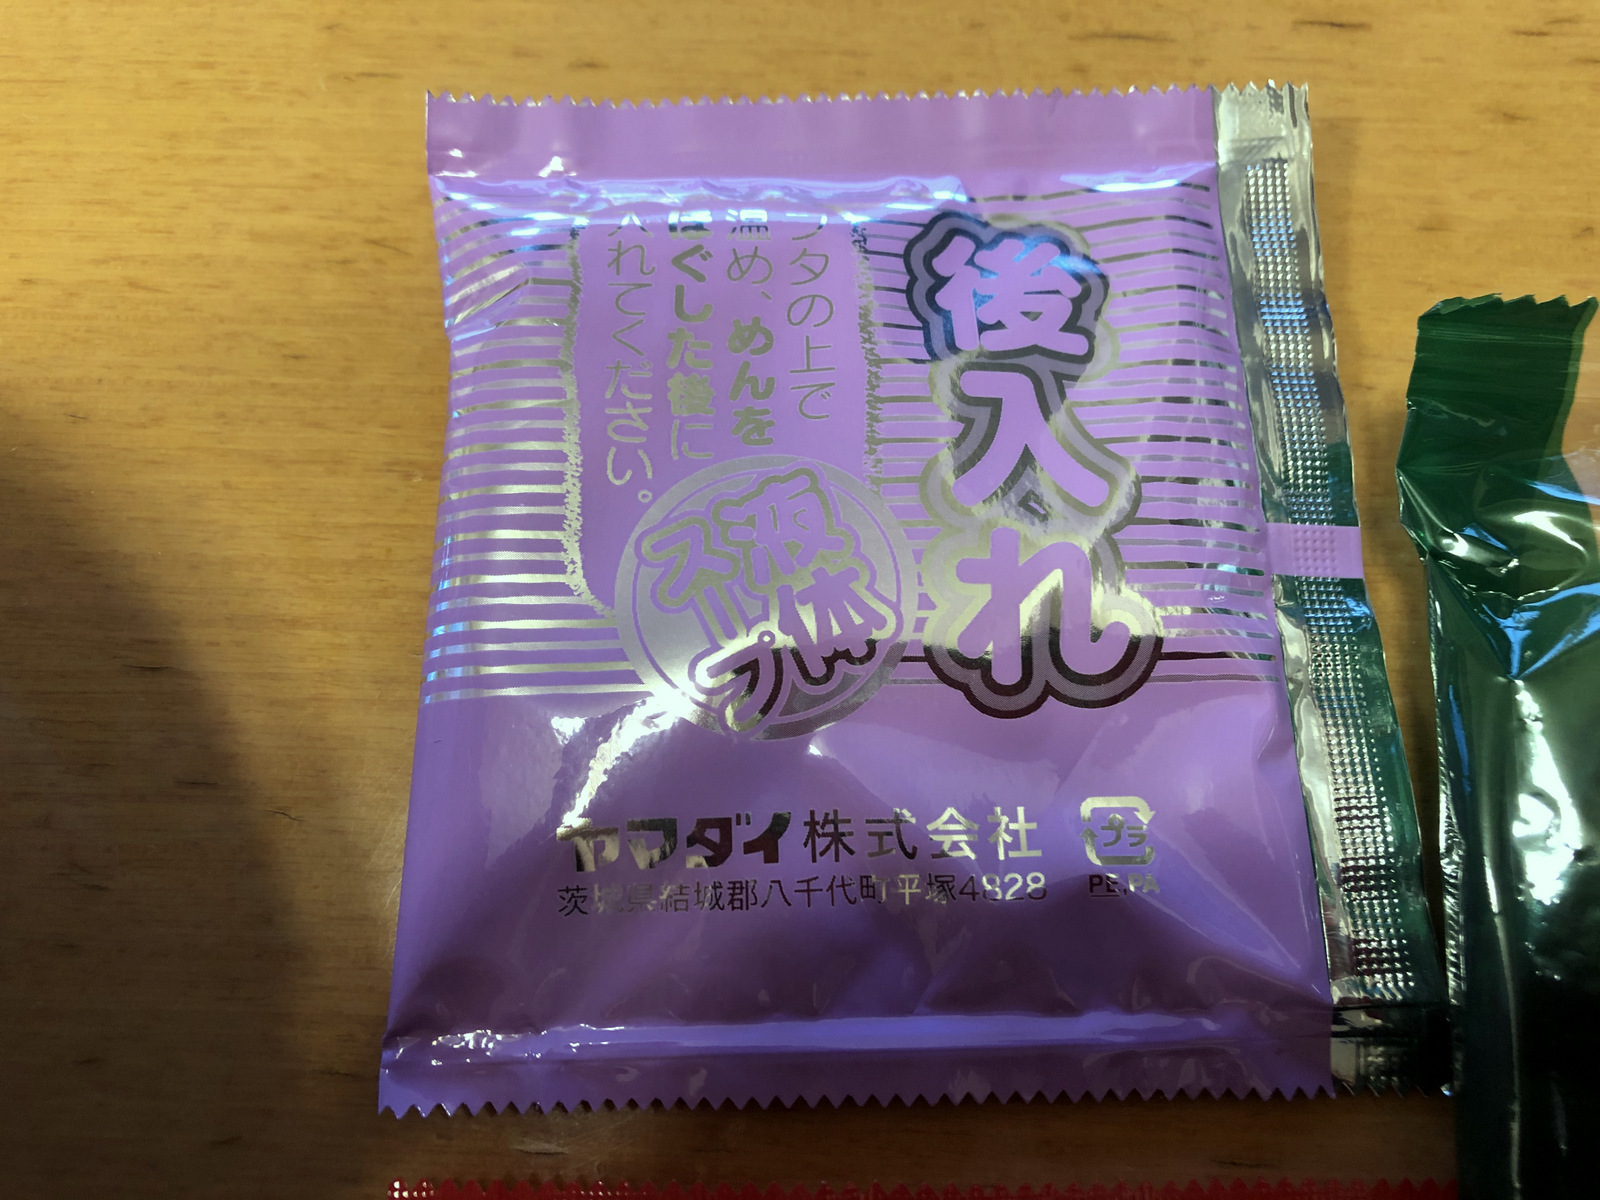 後入れ
フタの上で
温め、めんを
ほぐした後に
入れてください。
液体
スープ
ヤマダイ株式会社
茨城県結城郡八千代町平塚4828
プラ
PE,PA